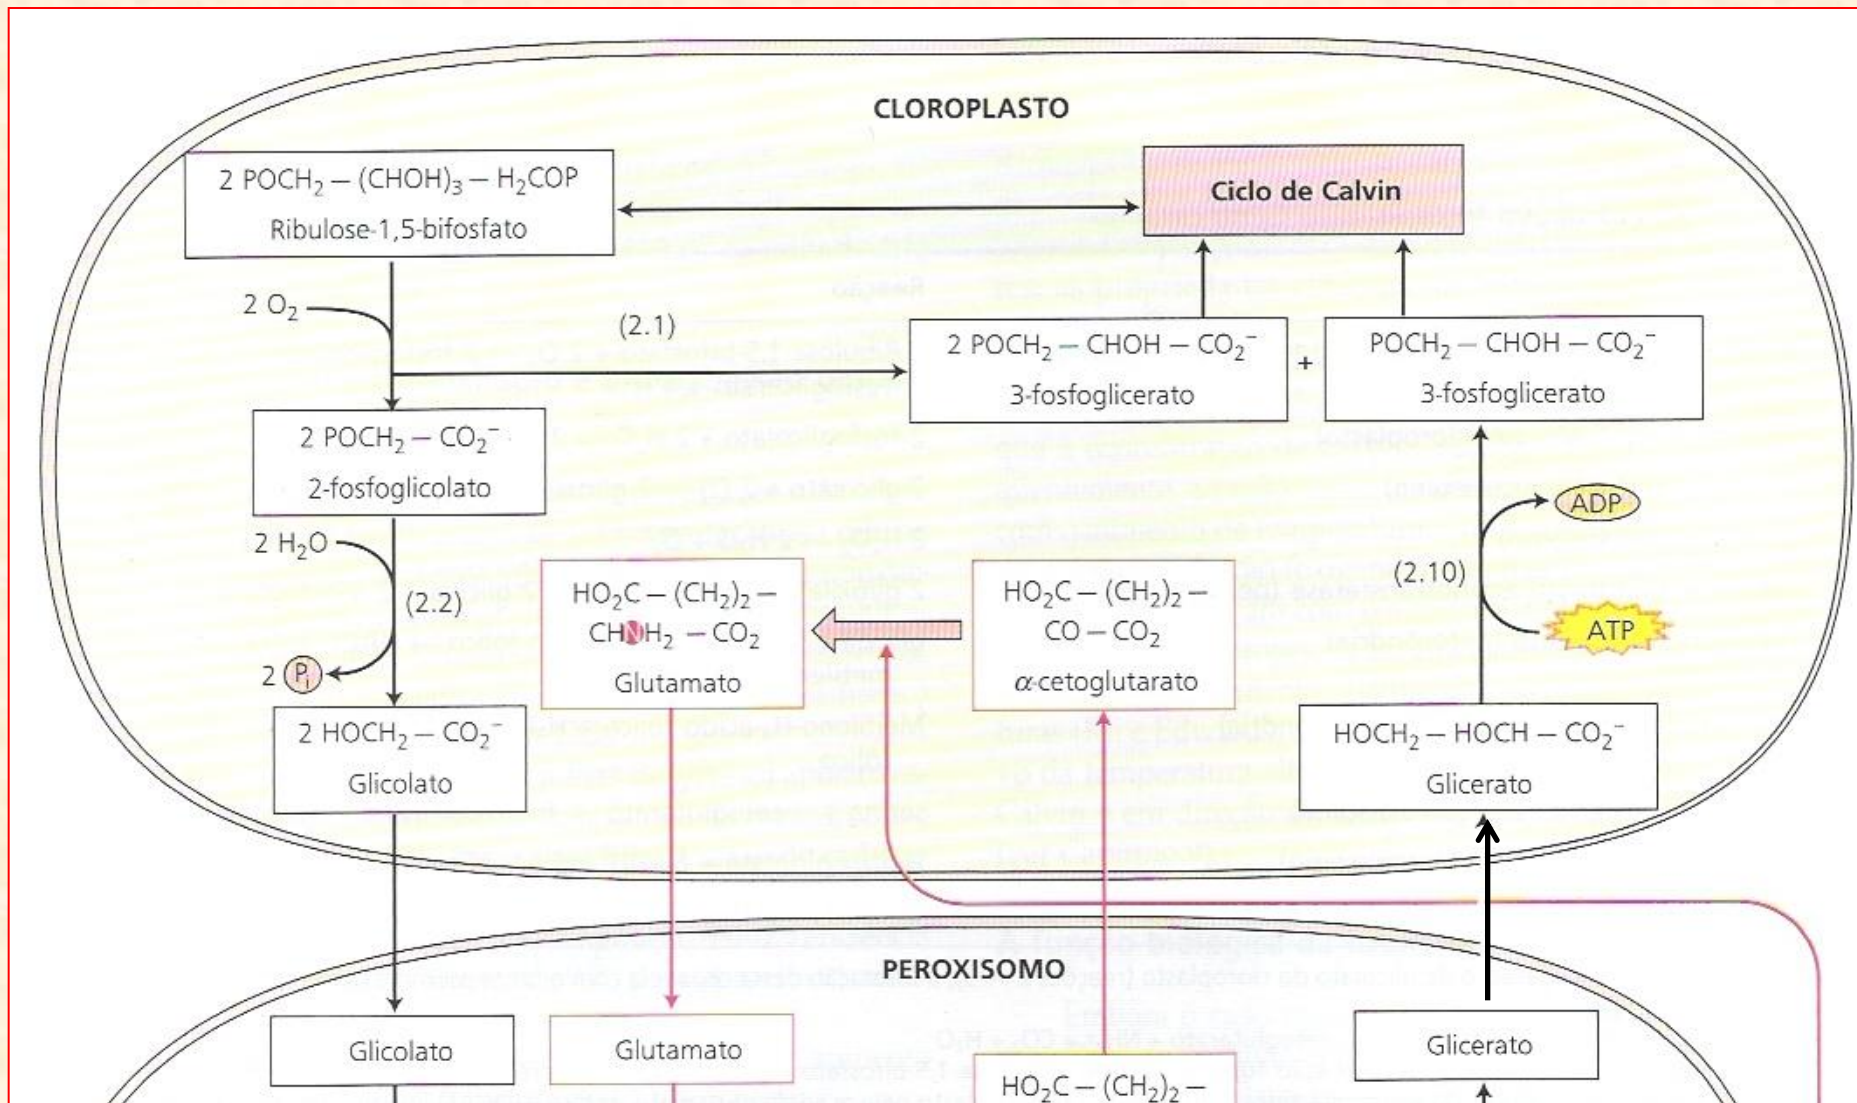 CLOROPLASTO
2 POCH₂ – (CHOH)₃ – H₂COP
Ribulose-1,5-bifosfato
Ciclo de Calvin
2 O₂
(2.1)
2 POCH₂ – CHOH – CO₂⁻
3-fosfoglicerato
+
POCH₂ – CHOH – CO₂⁻
3-fosfoglicerato
2 POCH₂ – CO₂⁻
2-fosfoglicolato
2 H₂O
(2.2)
2 Pi
HO₂C – (CH₂)₂ –
CHNH₂ – CO₂
Glutamato
HO₂C – (CH₂)₂ –
CO – CO₂
α-cetoglutarato
ADP
(2.10)
ATP
2 HOCH₂ – CO₂⁻
Glicolato
HOCH₂ – HOCH – CO₂⁻
Glicerato
PEROXISOMO
Glicolato
Glutamato
HO₂C – (CH₂)₂ –
Glicerato